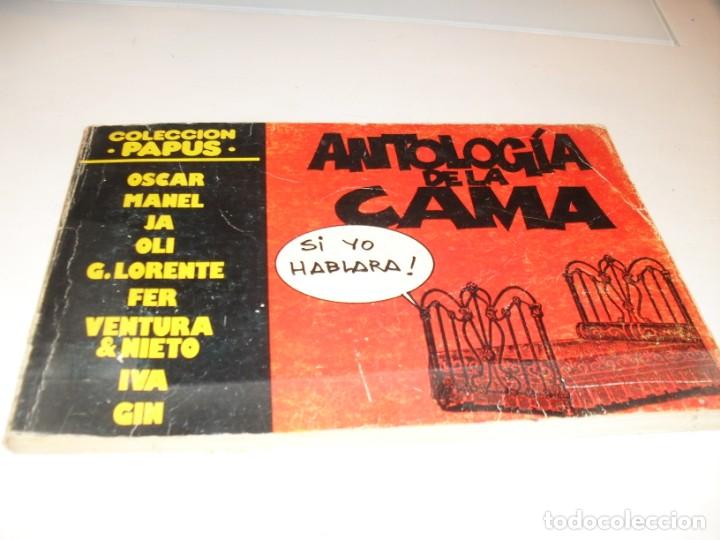 COLECCION
· PAPUS ·
OSCAR
MANEL
JA
OLI
G. LORENTE
FER
VENTURA
& NIETO
IVA
GIN
ANTOLOGÍA
DE LA
CAMA
Si YO
HABLARA!
todocoleccion